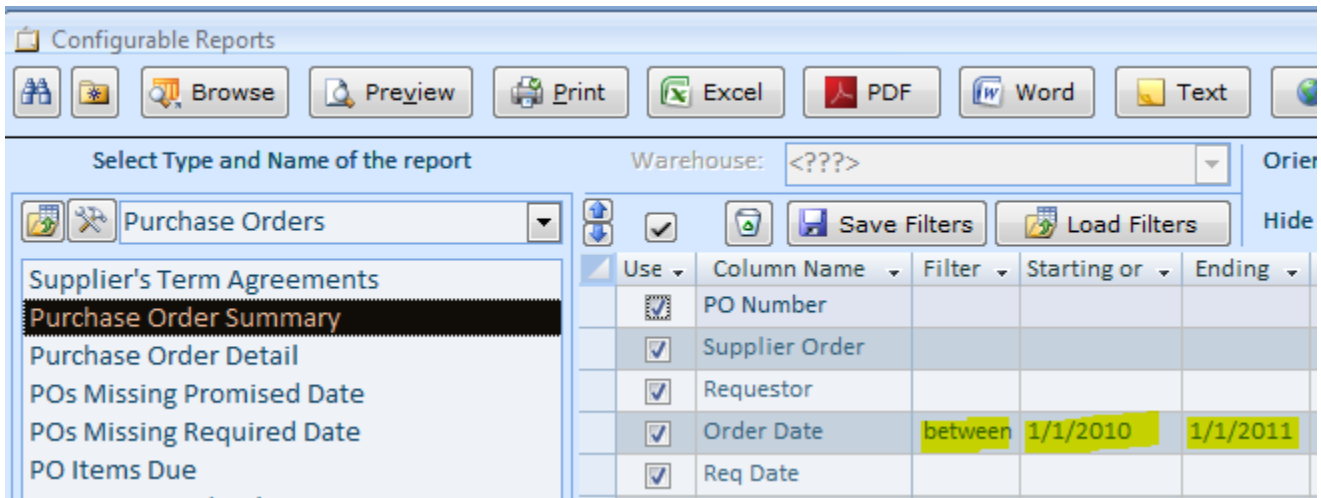 Configurable Reports
Browse Preview Print Excel PDF Word Text
Select Type and Name of the report Warehouse: <???> Orier
Purchase Orders Save Filters Load Filters Hide
Use Column Name Filter Starting or Ending
Supplier's Term Agreements
Purchase Order Summary
Purchase Order Detail
POs Missing Promised Date
POs Missing Required Date
PO Items Due
PO Number
Supplier Order
Requestor
Order Date between 1/1/2010 1/1/2011
Req Date